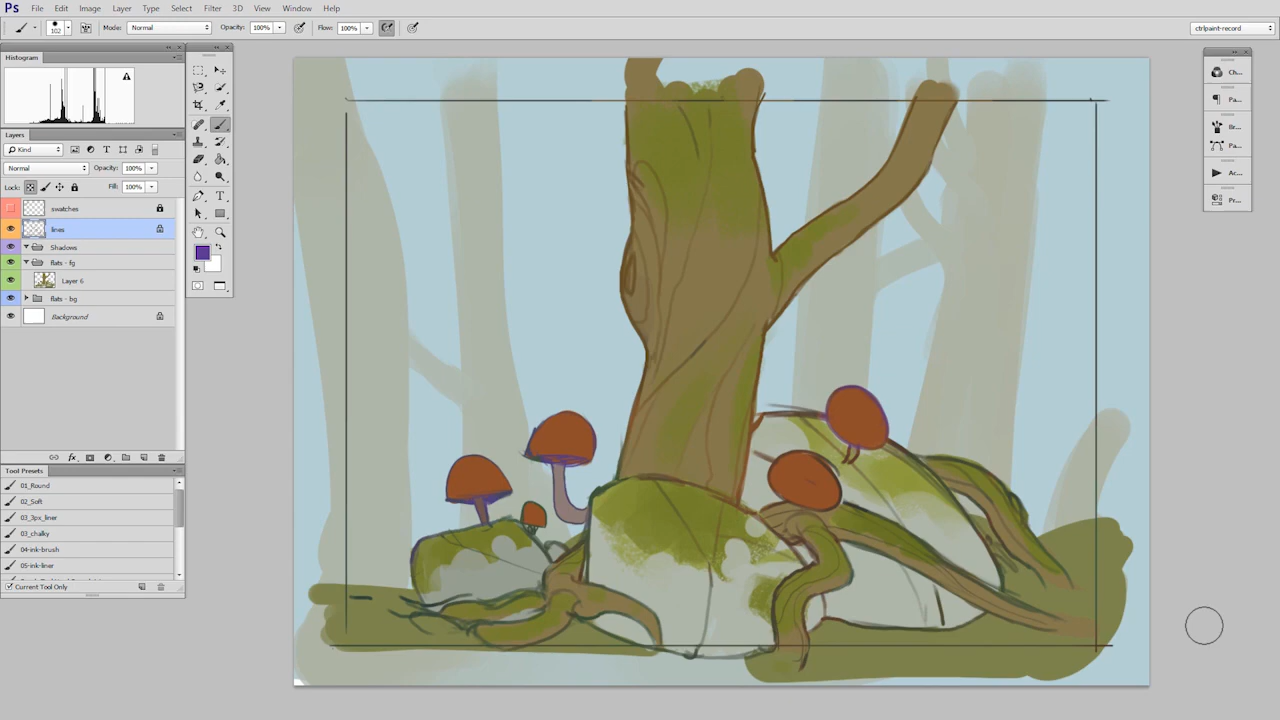 Ps File Edit Image Layer Type Select Filter 3D View Window Help
102 Mode: Normal Opacity: 100% Flow: 100% ctrlpaint-record
Histogram
Layers
Kind
Normal Opacity: 100%
Lock: Fill: 100%
swatches
lines
Shadows
flats - fg
Layer 6
flats - bg
Background
fx
Tool Presets
01_Round
02_Soft
03_3px_liner
03_chalky
04-ink-brush
05-ink-liner
Current Tool Only
Ch...
Pa...
Br...
Pa...
Ac...
Pr...